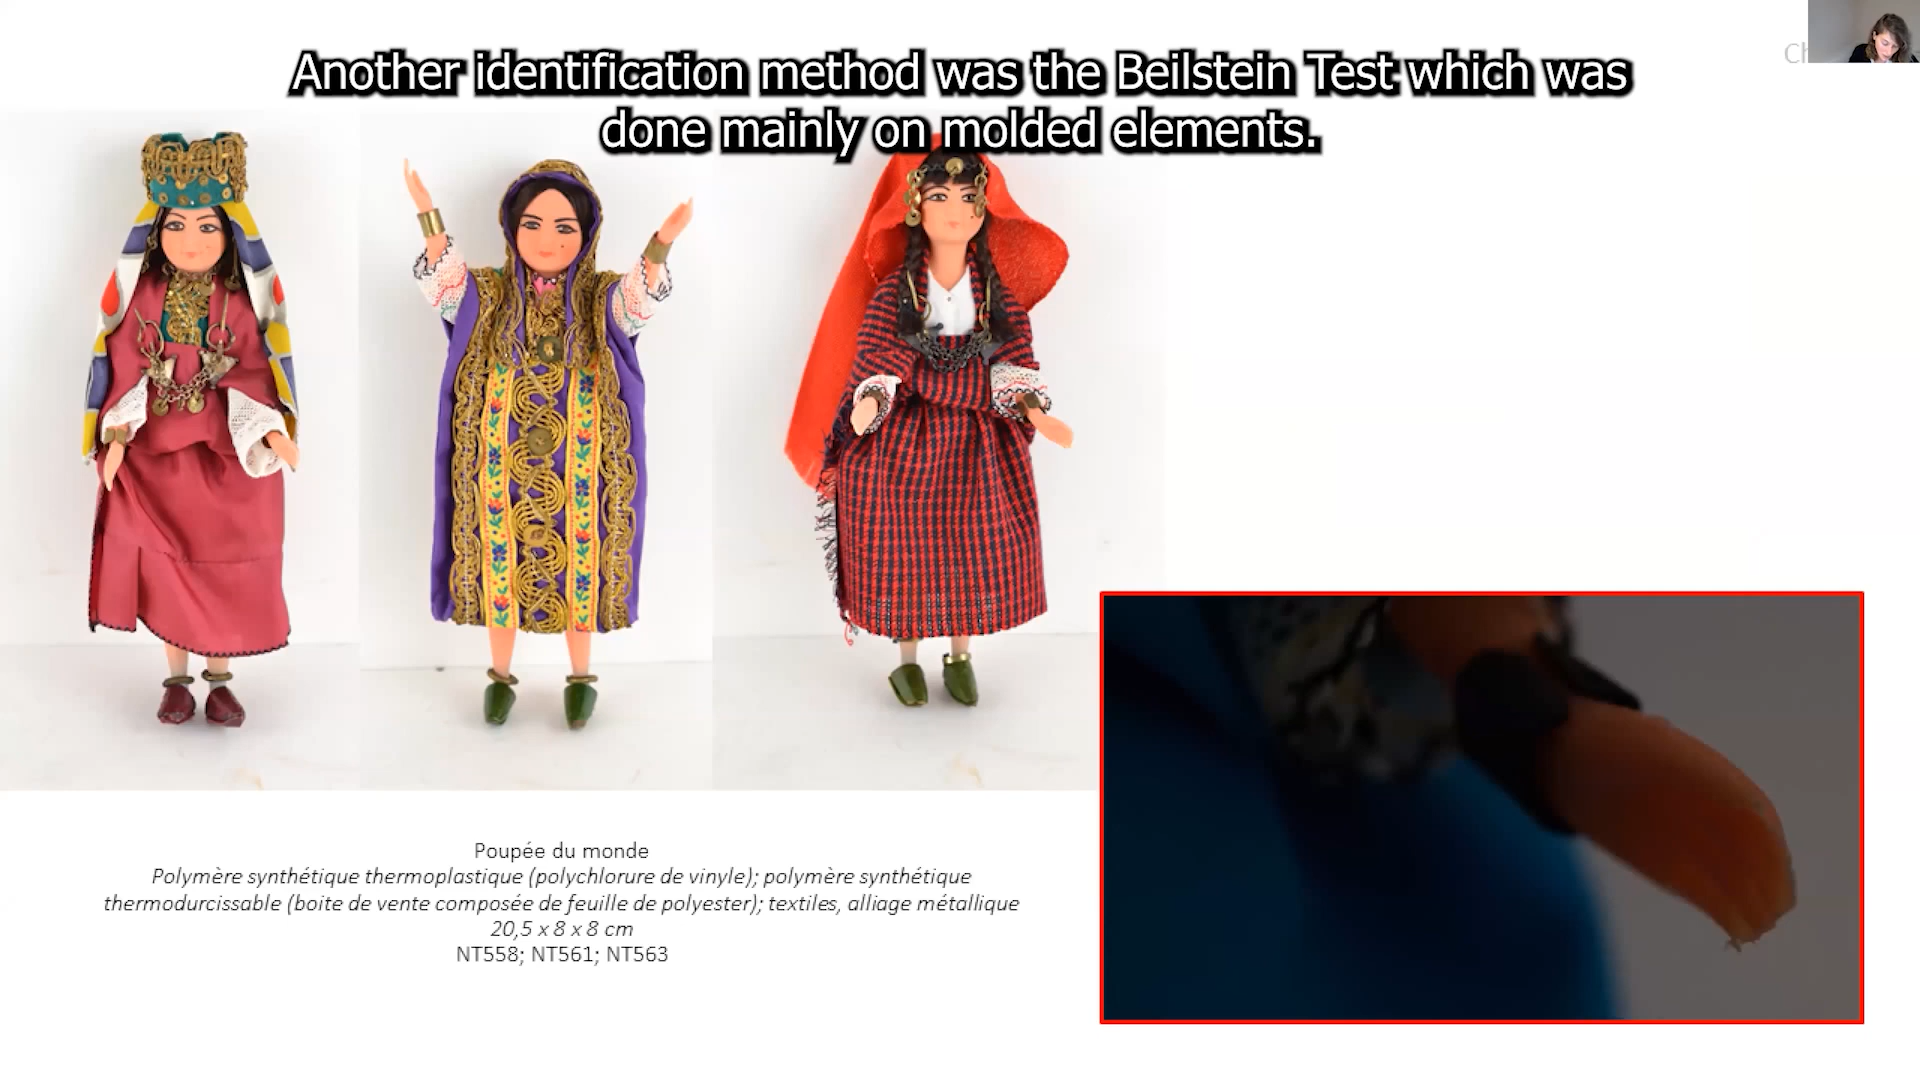 Another identification method was the Beilstein Test which was
done mainly on molded elements.
Poupée du monde
Polymère synthétique thermoplastique (polychlorure de vinyle); polymère synthétique
thermodurcissable (boite de vente composée de feuille de polyester); textiles, alliage métallique
20,5 x 8 x 8 cm
NT558; NT561; NT563